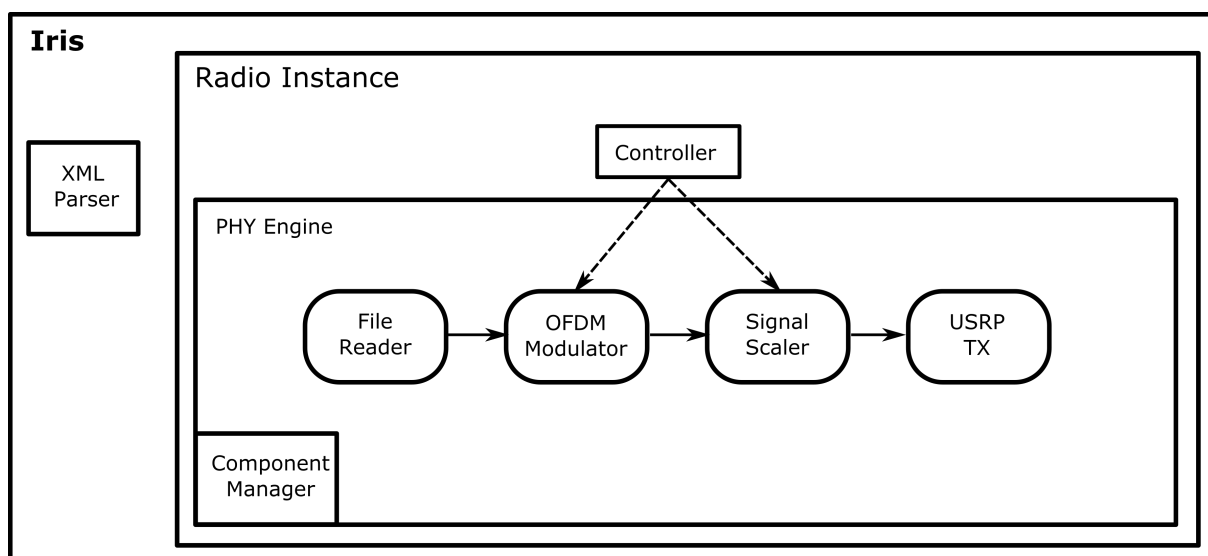 Iris
Radio Instance
XML
Parser
Controller
PHY Engine
File
Reader
OFDM
Modulator
Signal
Scaler
USRP
TX
Component
Manager